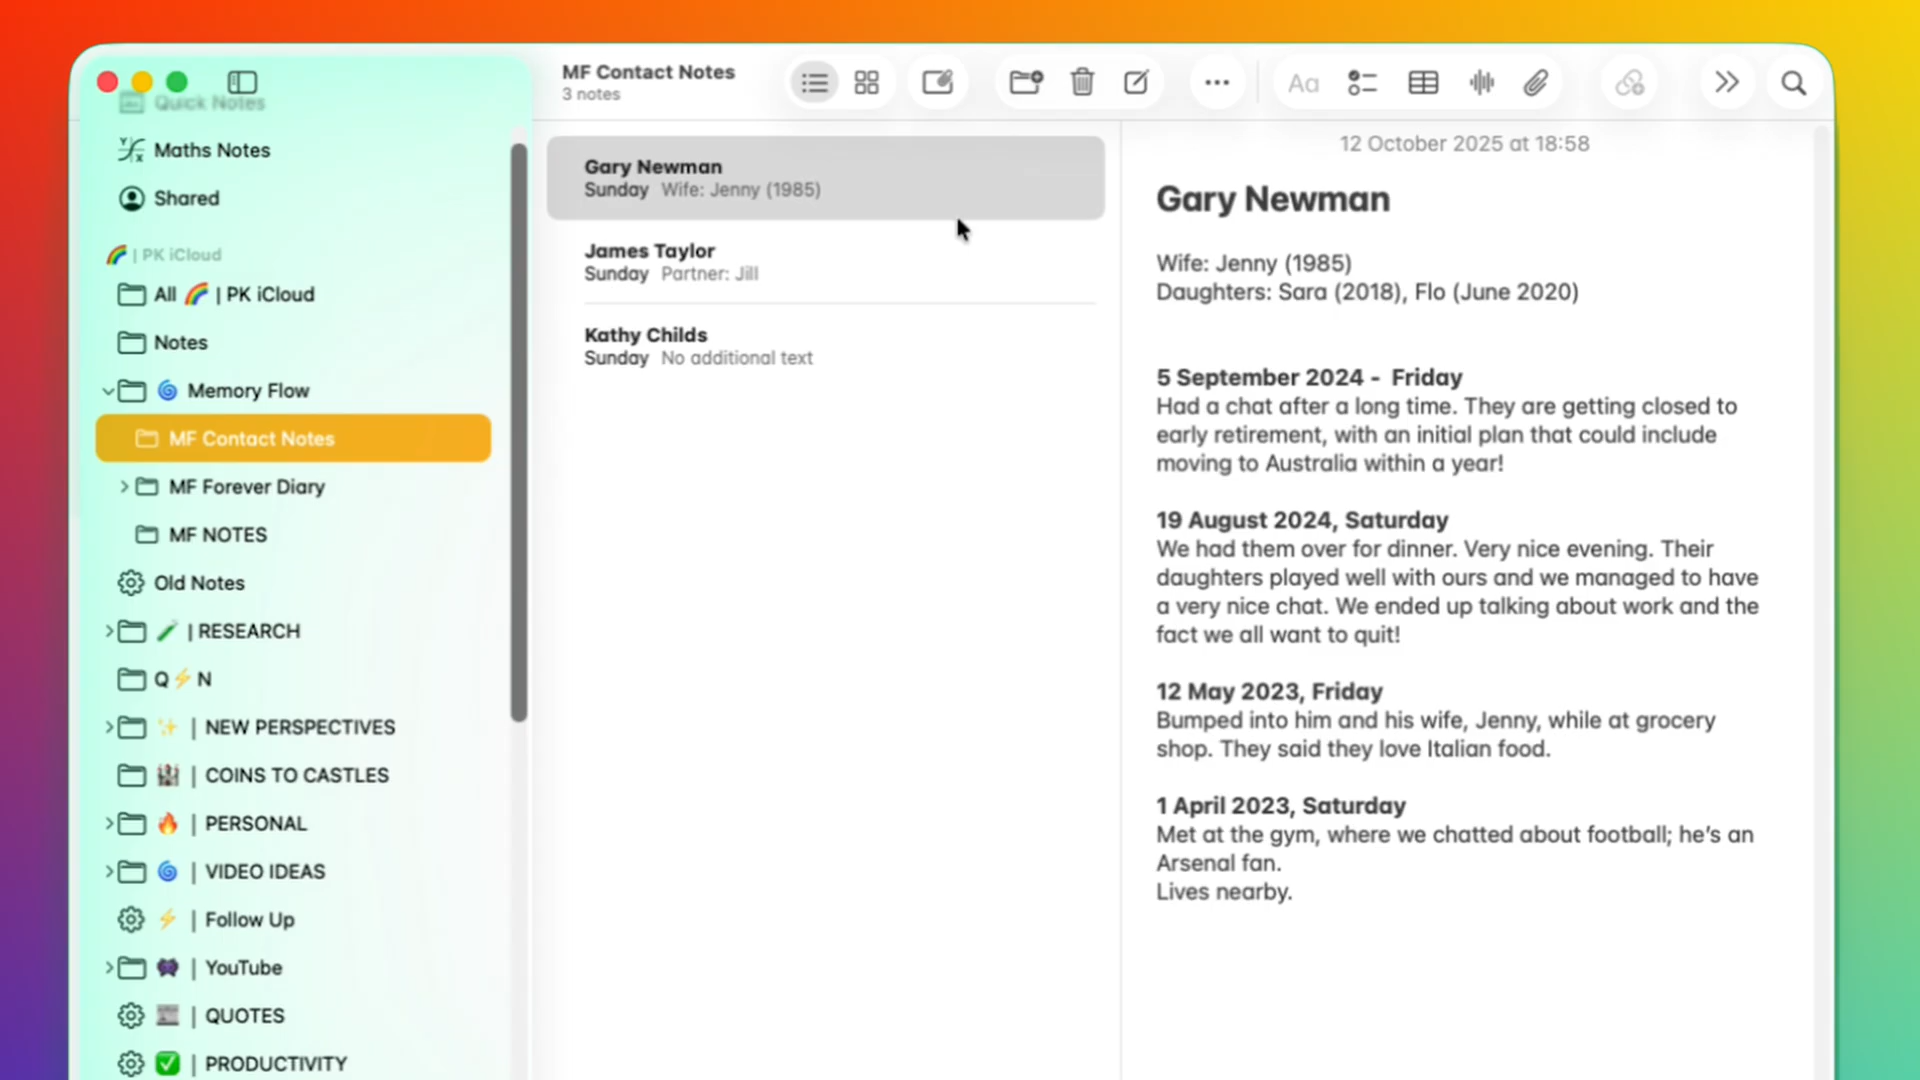 Quick Notes
Maths Notes
Shared
| PK iCloud
All 🌈 | PK iCloud
Notes
🌀 Memory Flow
MF Contact Notes
MF Forever Diary
MF NOTES
Old Notes
| RESEARCH
Q⚡N
✨ | NEW PERSPECTIVES
🏰 | COINS TO CASTLES
🔥 | PERSONAL
🌀 | VIDEO IDEAS
⚡ | Follow Up
👾 | YouTube
| QUOTES
✅ | PRODUCTIVITY
MF Contact Notes
3 notes
Aa
Gary Newman
Sunday Wife: Jenny (1985)
James Taylor
Sunday Partner: Jill
Kathy Childs
Sunday No additional text
12 October 2025 at 18:58
Gary Newman
Wife: Jenny (1985)
Daughters: Sara (2018), Flo (June 2020)
5 September 2024 - Friday
Had a chat after a long time. They are getting closed to
early retirement, with an initial plan that could include
moving to Australia within a year!
19 August 2024, Saturday
We had them over for dinner. Very nice evening. Their
daughters played well with ours and we managed to have
a very nice chat. We ended up talking about work and the
fact we all want to quit!
12 May 2023, Friday
Bumped into him and his wife, Jenny, while at grocery
shop. They said they love Italian food.
1 April 2023, Saturday
Met at the gym, where we chatted about football; he's an
Arsenal fan.
Lives nearby.